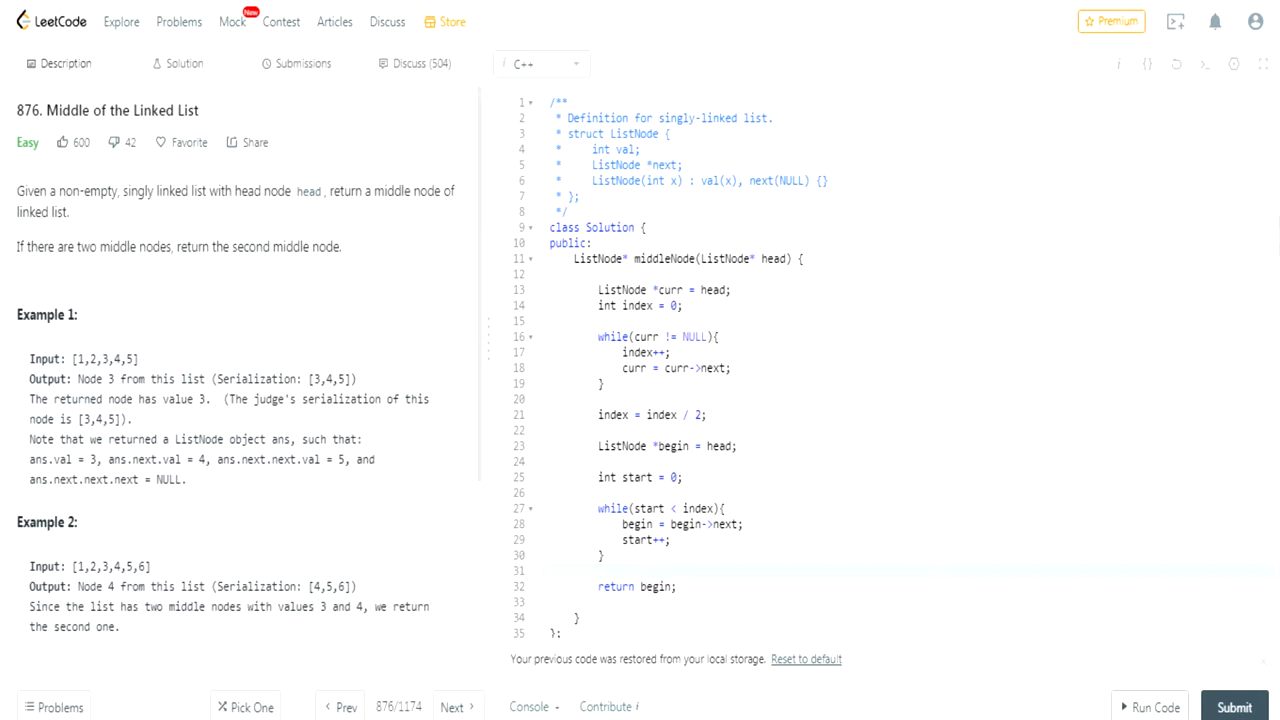 LeetCode Explore Problems Mock New Contest Articles Discuss Store Premium
Description Solution Submissions Discuss (504) i C++ i {}
876. Middle of the Linked List
Easy 600 42 Favorite Share
Given a non-empty, singly linked list with head node head, return a middle node of
linked list.
If there are two middle nodes, return the second middle node.
Example 1:
Input: [1,2,3,4,5]
Output: Node 3 from this list (Serialization: [3,4,5])
The returned node has value 3. (The judge's serialization of this
node is [3,4,5]).
Note that we returned a ListNode object ans, such that:
ans.val = 3, ans.next.val = 4, ans.next.next.val = 5, and
ans.next.next.next = NULL.
Example 2:
Input: [1,2,3,4,5,6]
Output: Node 4 from this list (Serialization: [4,5,6])
Since the list has two middle nodes with values 3 and 4, we return
the second one.
1 /**
2 * Definition for singly-linked list.
3 * struct ListNode {
4 * int val;
5 * ListNode *next;
6 * ListNode(int x) : val(x), next(NULL) {}
7 * };
8 */
9 class Solution {
10 public:
11 ListNode* middleNode(ListNode* head) {
12
13 ListNode *curr = head;
14 int index = 0;
15
16 while(curr != NULL){
17 index++;
18 curr = curr->next;
19 }
20
21 index = index / 2;
22
23 ListNode *begin = head;
24
25 int start = 0;
26
27 while(start < index){
28 begin = begin->next;
29 start++;
30 }
31
32 return begin;
33
34 }
35 };
Your previous code was restored from your local storage. Reset to default
Problems Pick One Prev 876/1174 Next Console Contribute i Run Code Submit